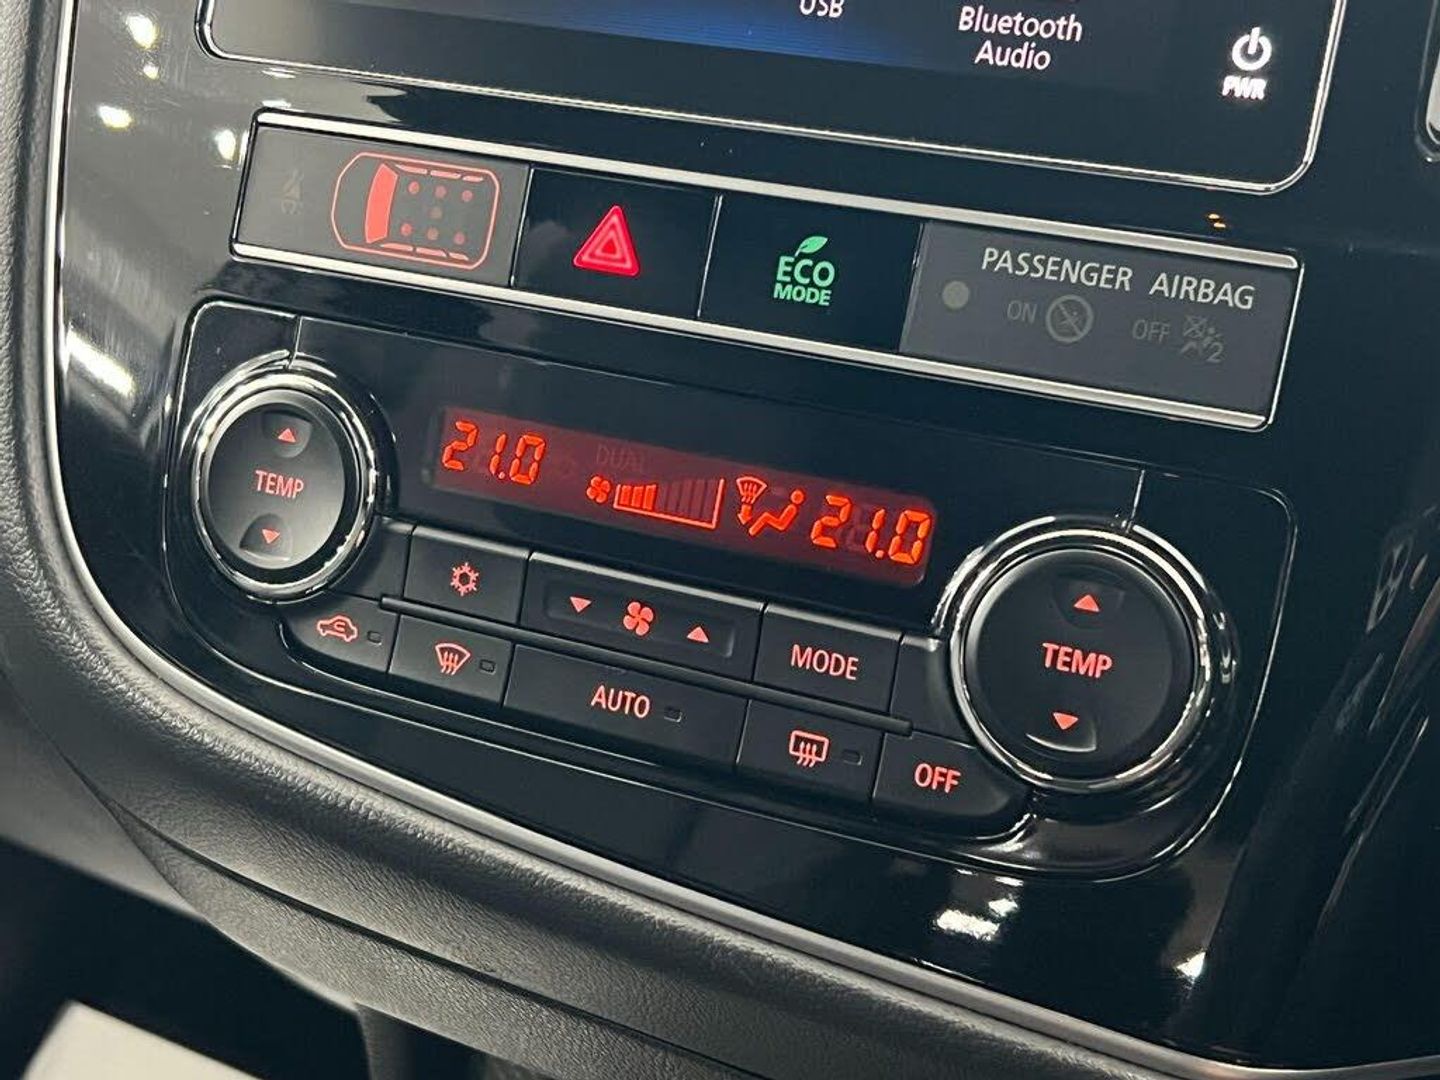 USB
Bluetooth
Audio
PWR
ECO
MODE
PASSENGER AIRBAG
ON
OFF
2
21.0
DUAL
21.0
TEMP
MODE
TEMP
AUTO
OFF